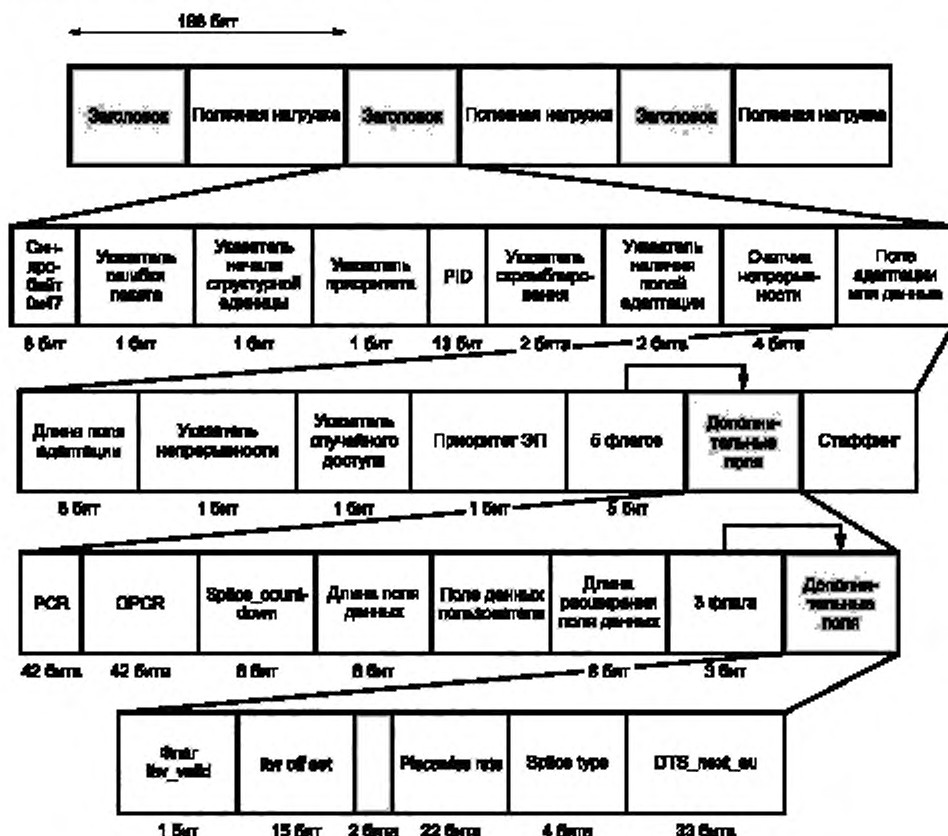 188 бит
Заголовок
Полезная нагрузка
Заголовок
Полезная нагрузка
Заголовок
Полезная нагрузка
Син-
хро-
байт
0x47
Указатель
ошибки
пакета
Указатель
начала
структурной
единицы
Указатель
приоритета
PID
Указатель
скремблиро-
вания
Указатель
наличия
полей
адаптации
Счетчик
непрерыв-
ности
Поле
адаптации
или данные
8 бит
1 бит
1 бит
1 бит
13 бит
2 бита
2 бита
4 бита
Длина поля
адаптации
Указатель
непрерывности
Указатель
случайного
доступа
Приоритет ЭП
5 флагов
Дополни-
тельные
поля
Стаффинг
8 бит
1 бит
1 бит
1 бит
5 бит
PCR
OPCR
Splice_count-
down
Длина поля
данных
Поле данных
пользователя
Длина
расширения
поля данных
3 флага
Дополни-
тельные
поля
42 бита
42 бита
8 бит
8 бит
8 бит
3 бит
Флаг
ltw_valid
ltw offset
Piecewise rate
Splice type
DTS_next_au
1 бит
15 бит
2 бита
22 бита
4 бита
33 бита